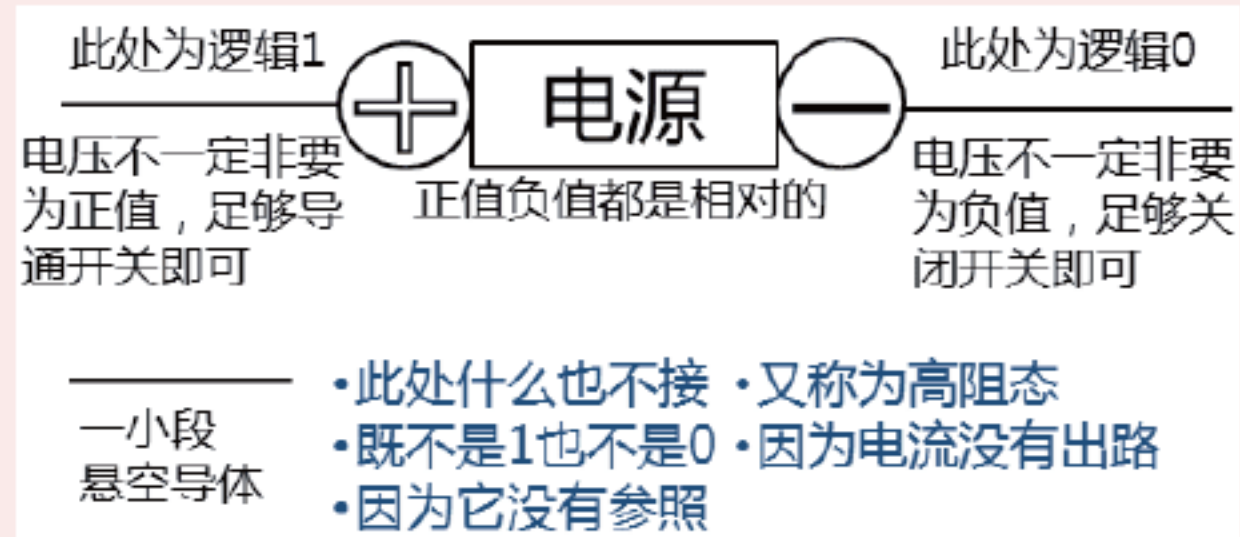 此处为逻辑1
电源
此处为逻辑0
电压不一定非要
为正值，足够导
通开关即可
正值负值都是相对的
电压不一定非要
为负值，足够关
闭开关即可
一小段
悬空导体
•此处什么也不接
•既不是1也不是0
•因为它没有参照
•又称为高阻态
•因为电流没有出路